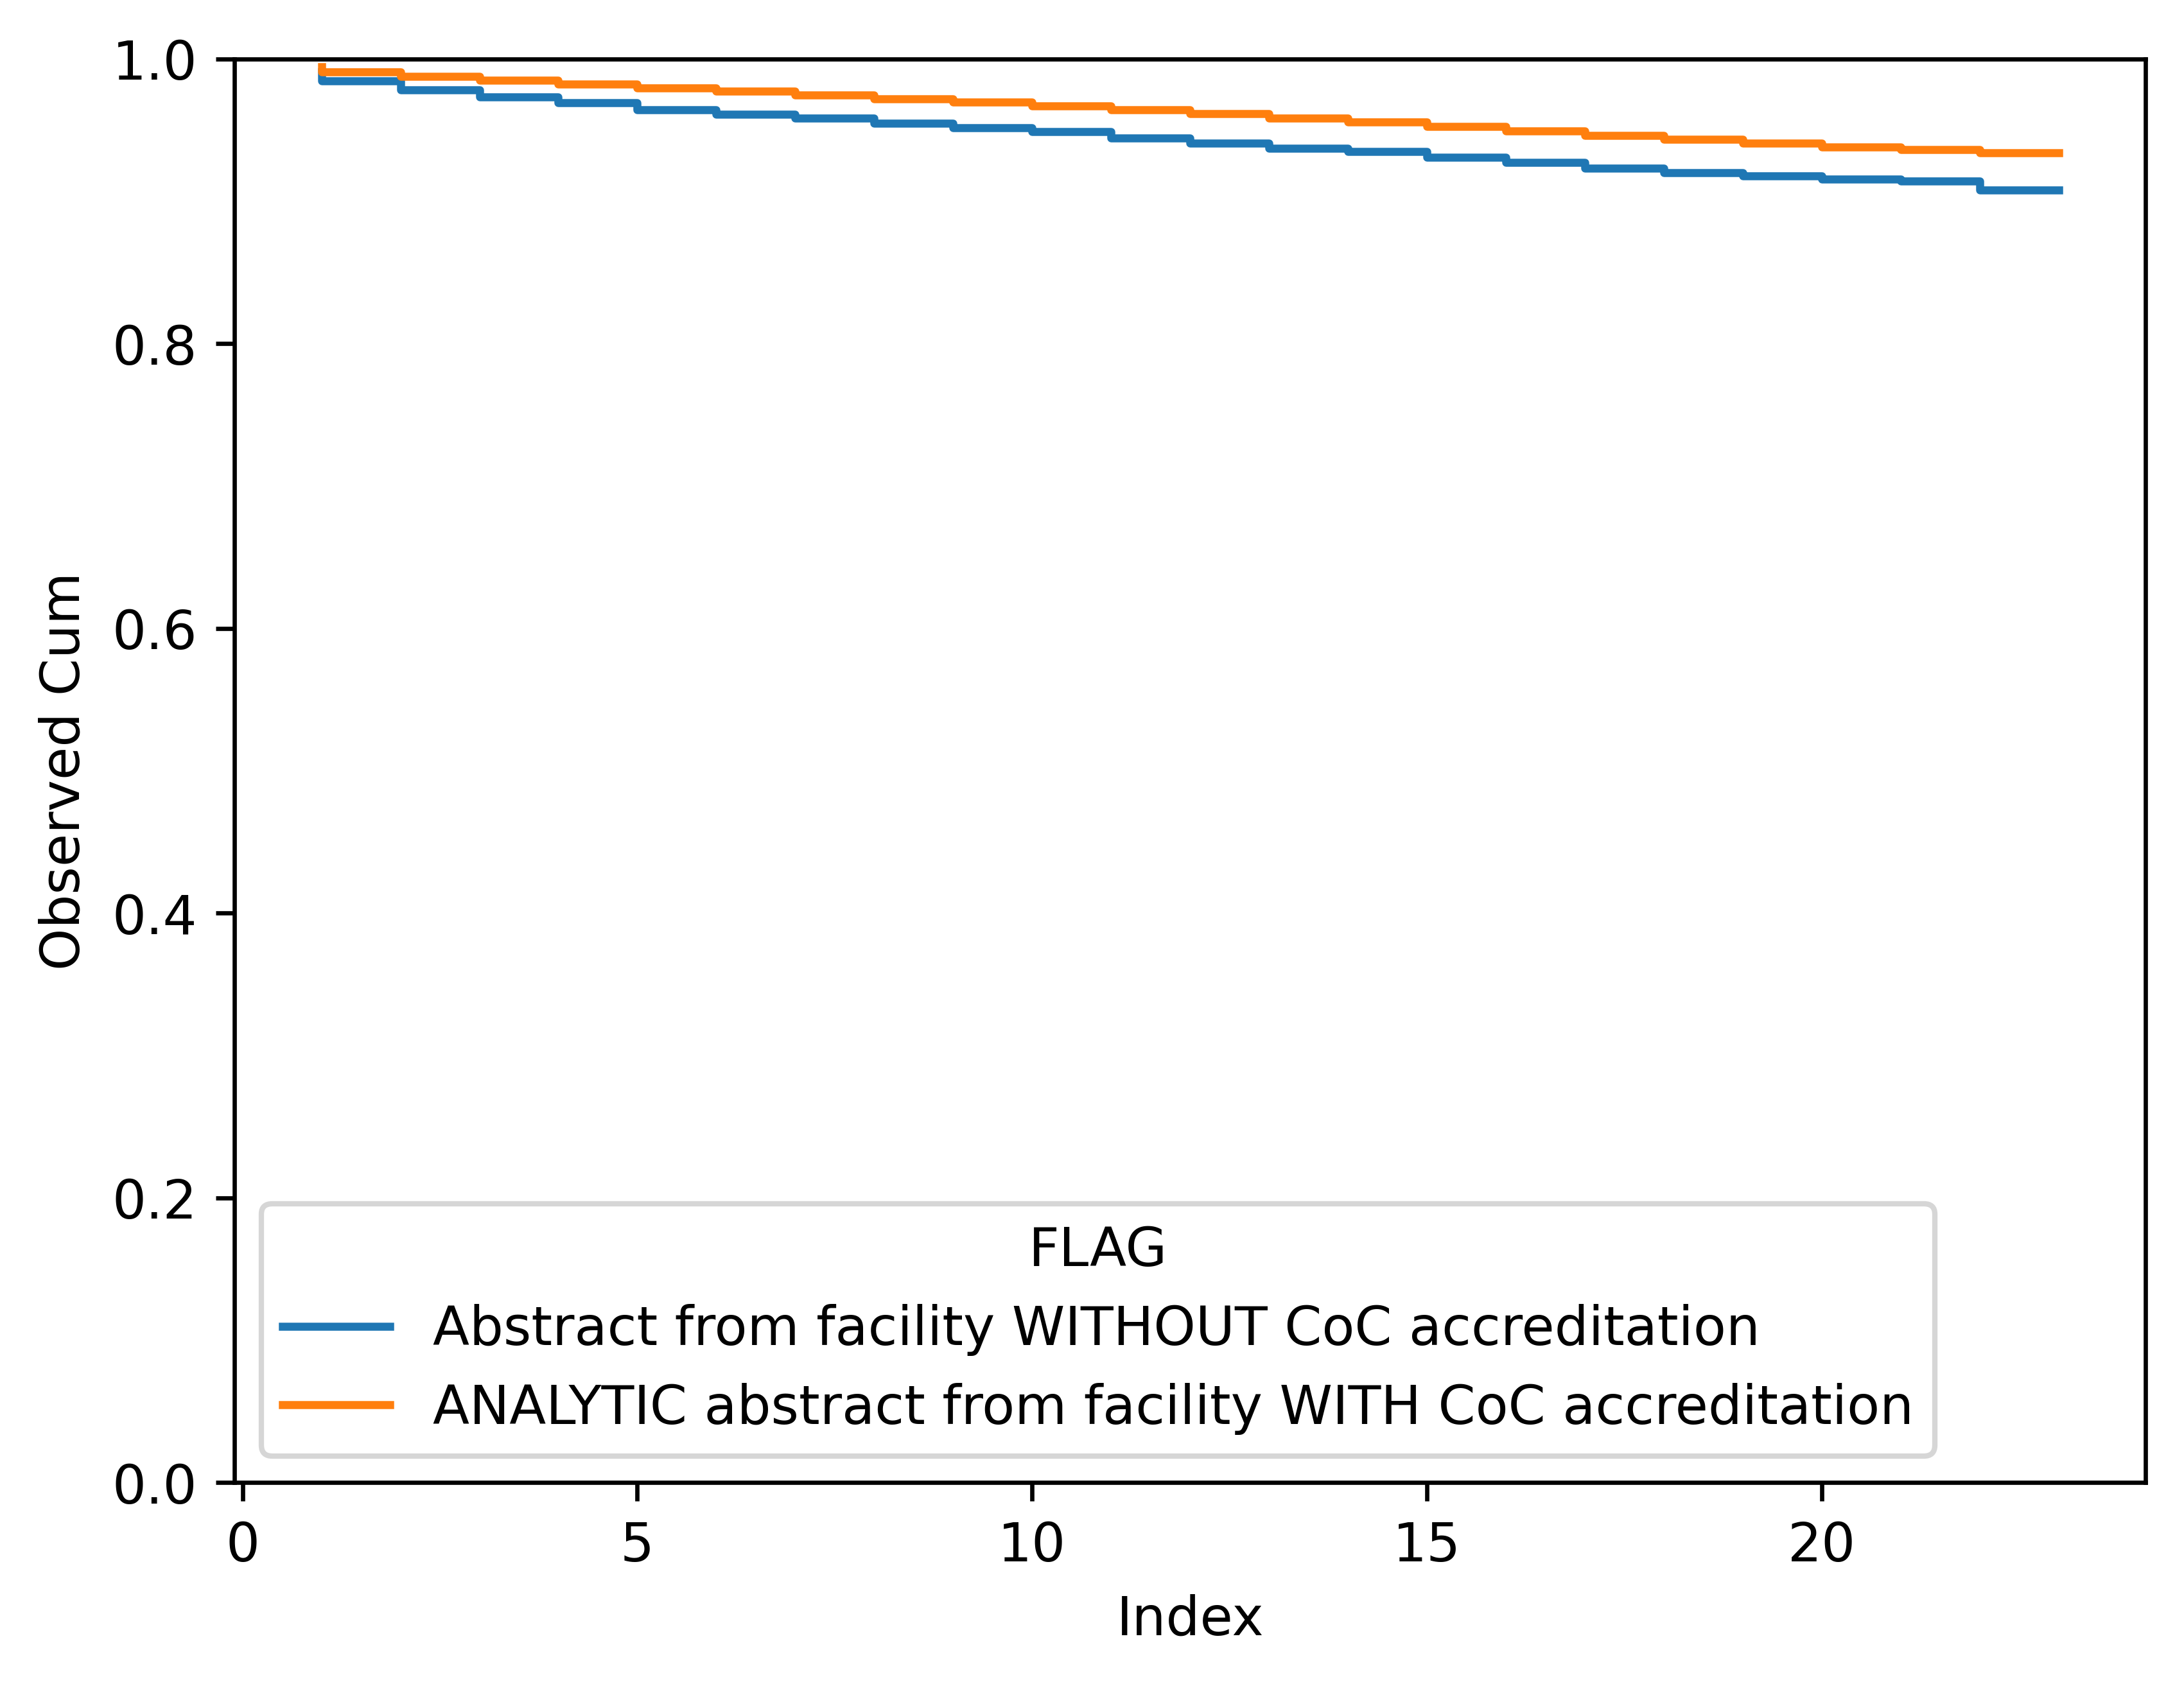 1.0
0.8
0.6
0.4
0.2
0.0
Observed Cum
FLAG
Abstract from facility WITHOUT CoC accreditation
ANALYTIC abstract from facility WITH CoC accreditation
0 5 10 15 20
Index